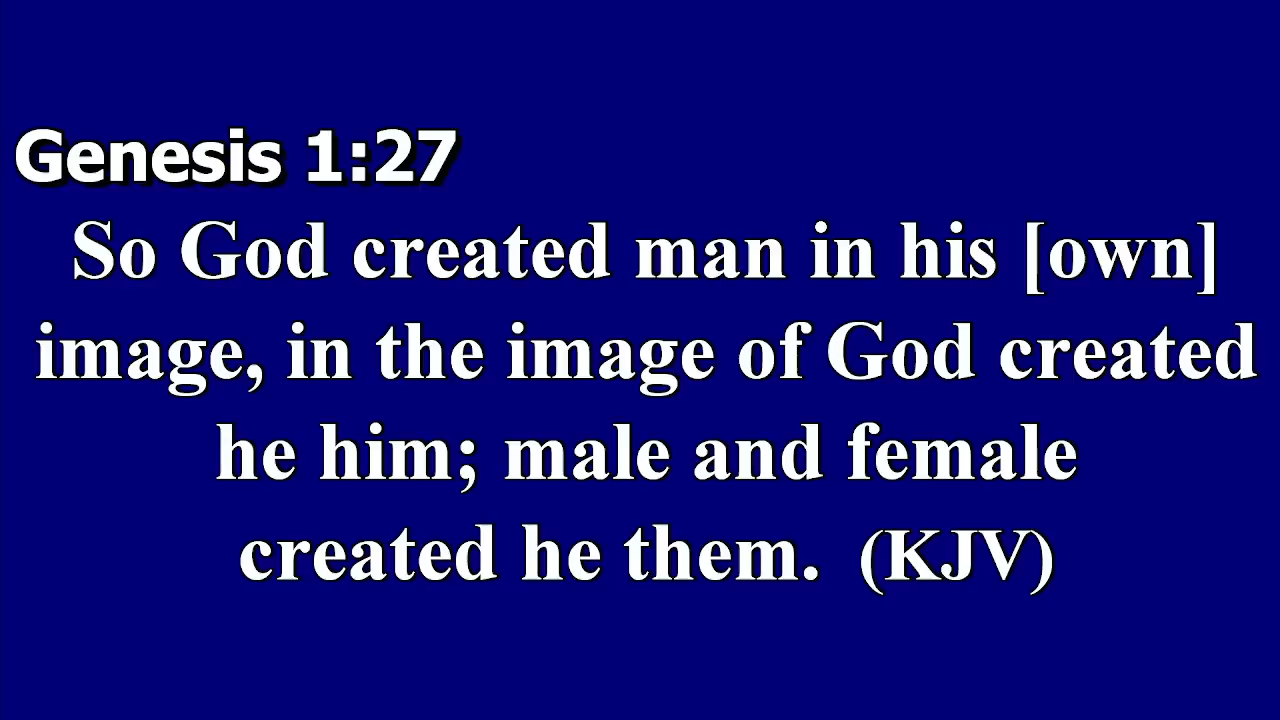 Genesis 1:27
So God created man in his [own]
image, in the image of God created
he him; male and female
created he them. (KJV)